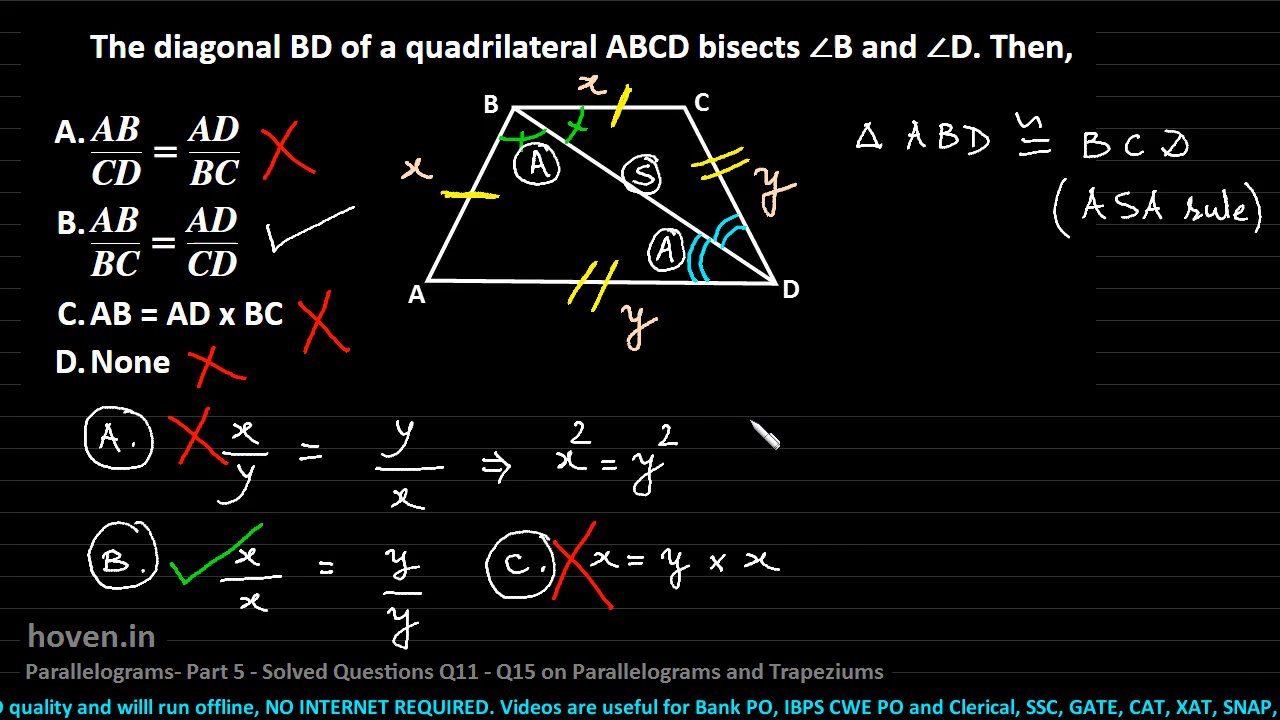 The diagonal BD of a quadrilateral ABCD bisects ∠B and ∠D. Then,
A. AB/CD = AD/BC
B. AB/BC = AD/CD
C. AB = AD x BC
D. None
B x C
x A S y
A y D
A
Δ ABD ≅ BCD
(ASA rule)
A. x/y = y/x ⇒ x² = y²
B. x/x = y/y C. x = y × x
hoven.in
Parallelograms- Part 5 - Solved Questions Q11 - Q15 on Parallelograms and Trapeziums
quality and willl run offline, NO INTERNET REQUIRED. Videos are useful for Bank PO, IBPS CWE PO and Clerical, SSC, GATE, CAT, XAT, SNAP,